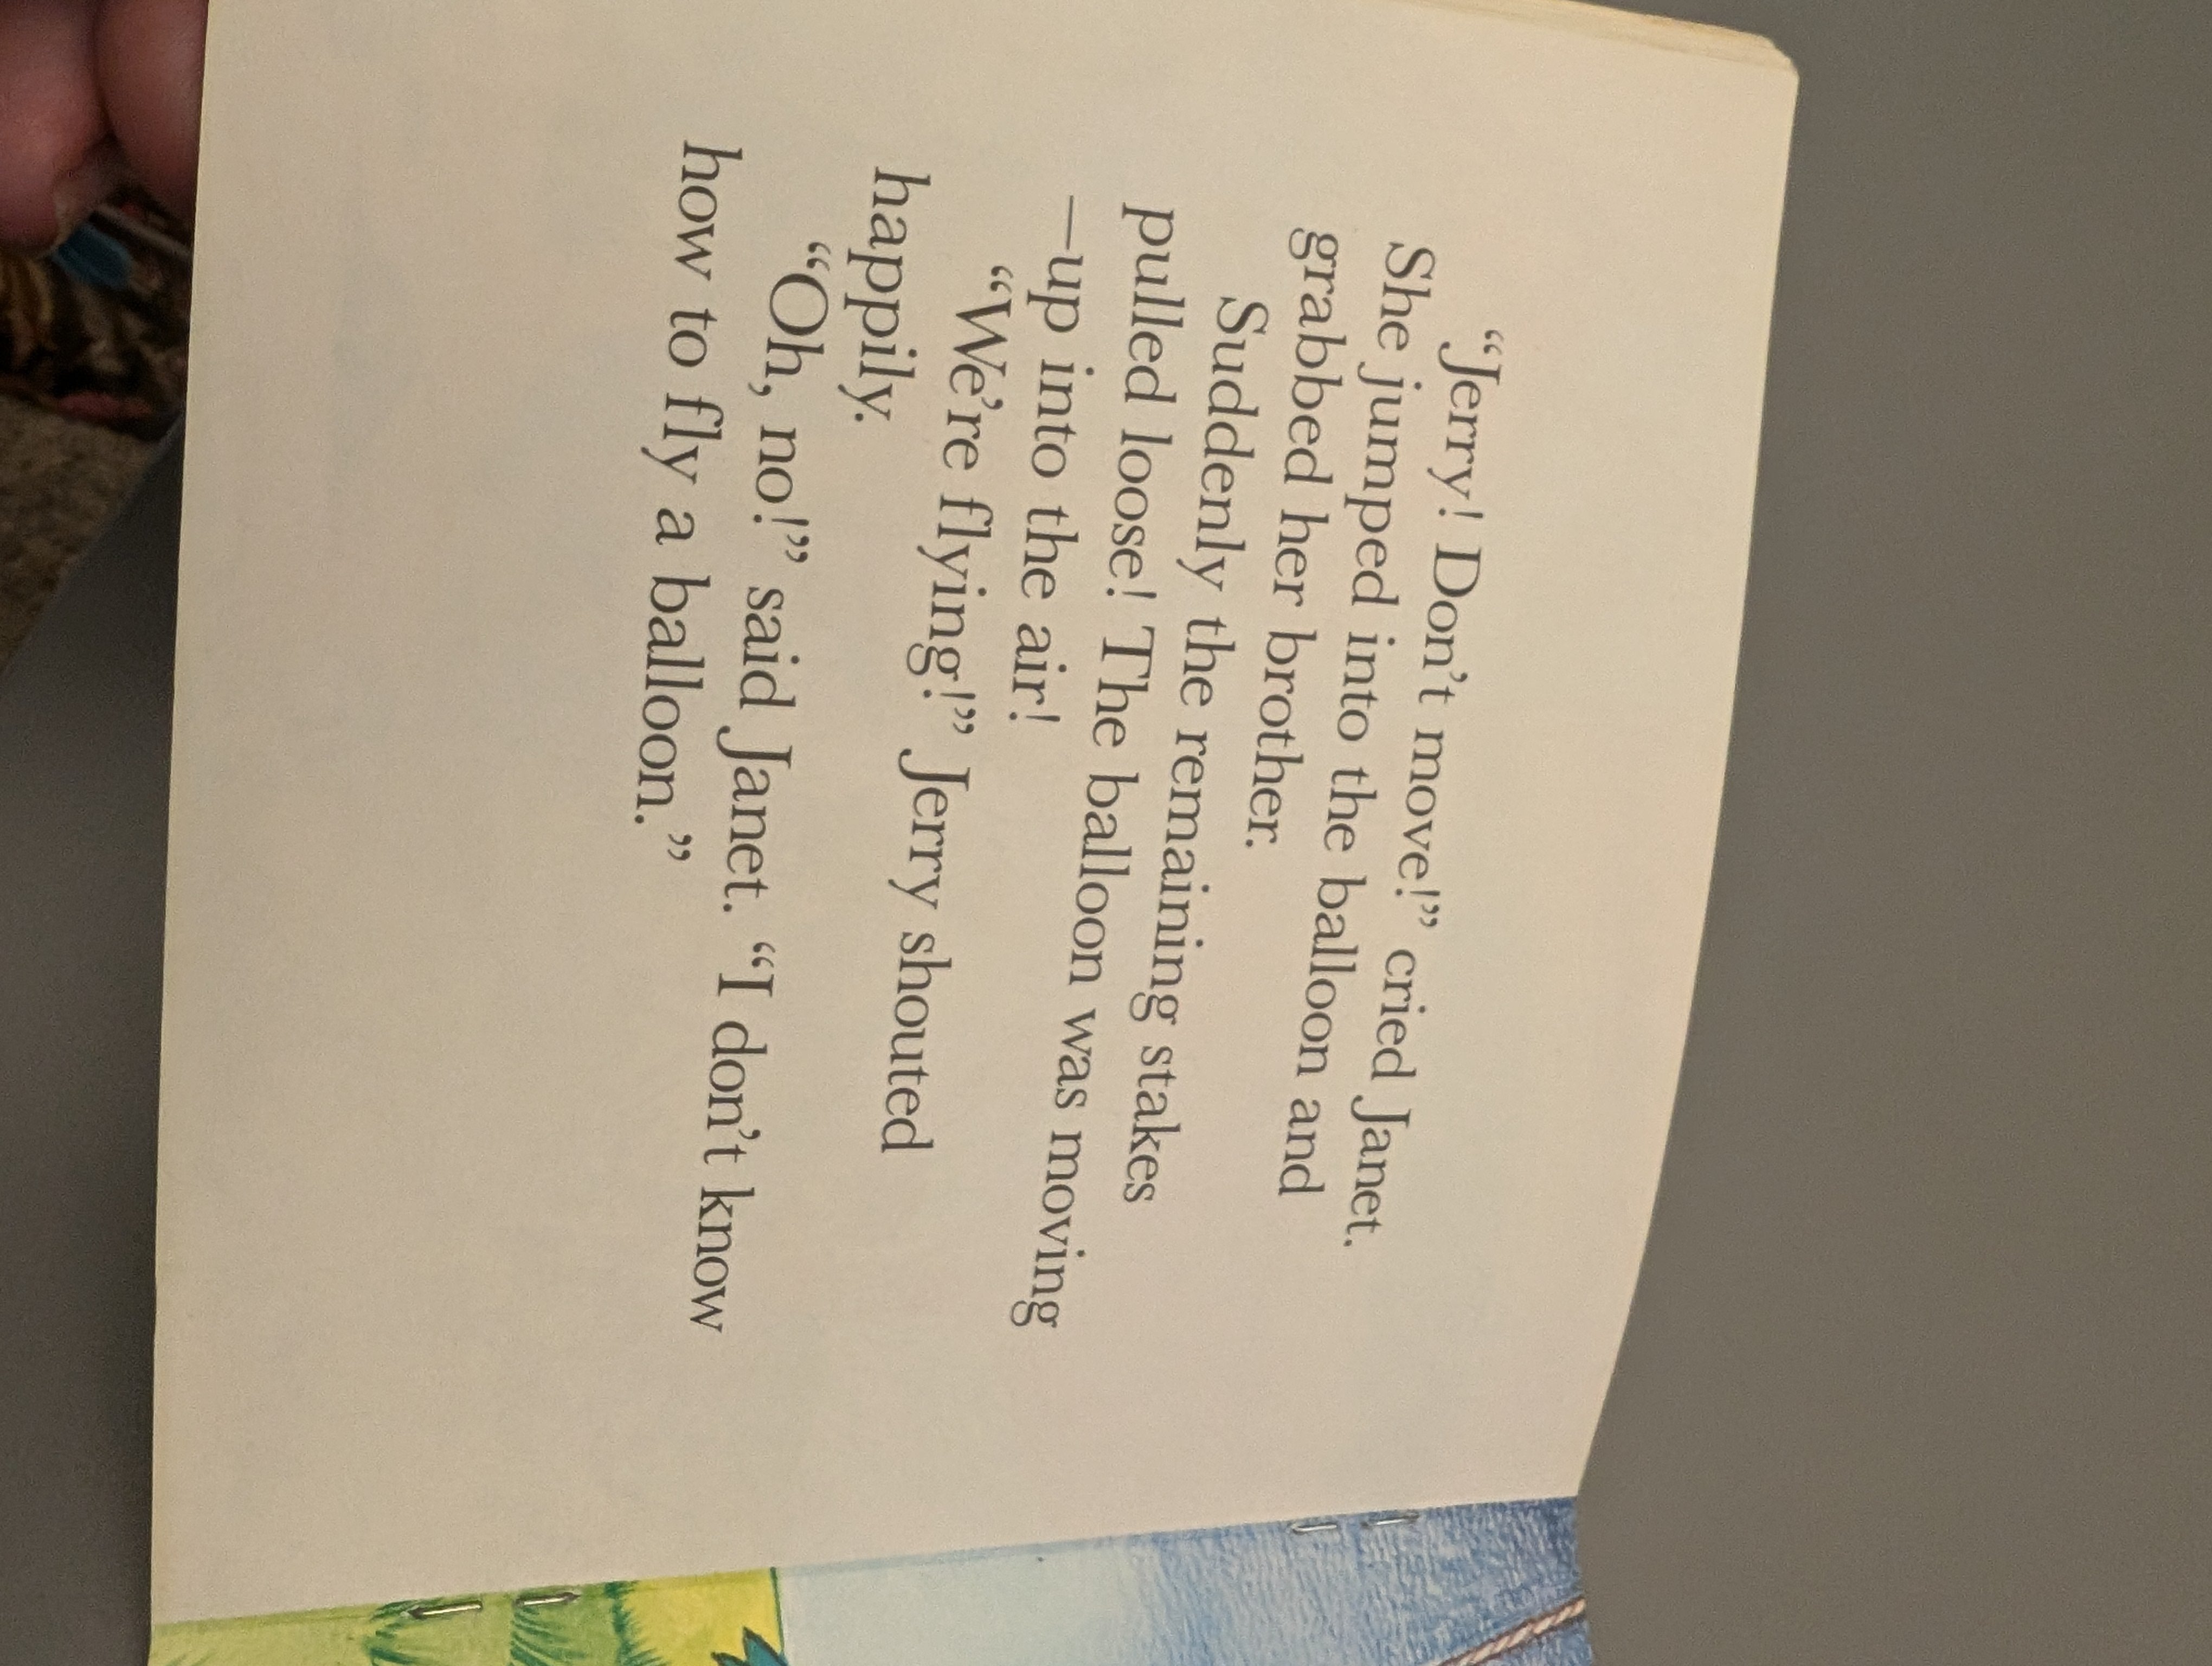 “Jerry! Don’t move!” cried Janet.
She jumped into the balloon and
grabbed her brother.
Suddenly the remaining stakes
pulled loose! The balloon was moving
—up into the air!
“We’re flying!” Jerry shouted
happily.
“Oh, no!” said Janet. “I don’t know
how to fly a balloon.”